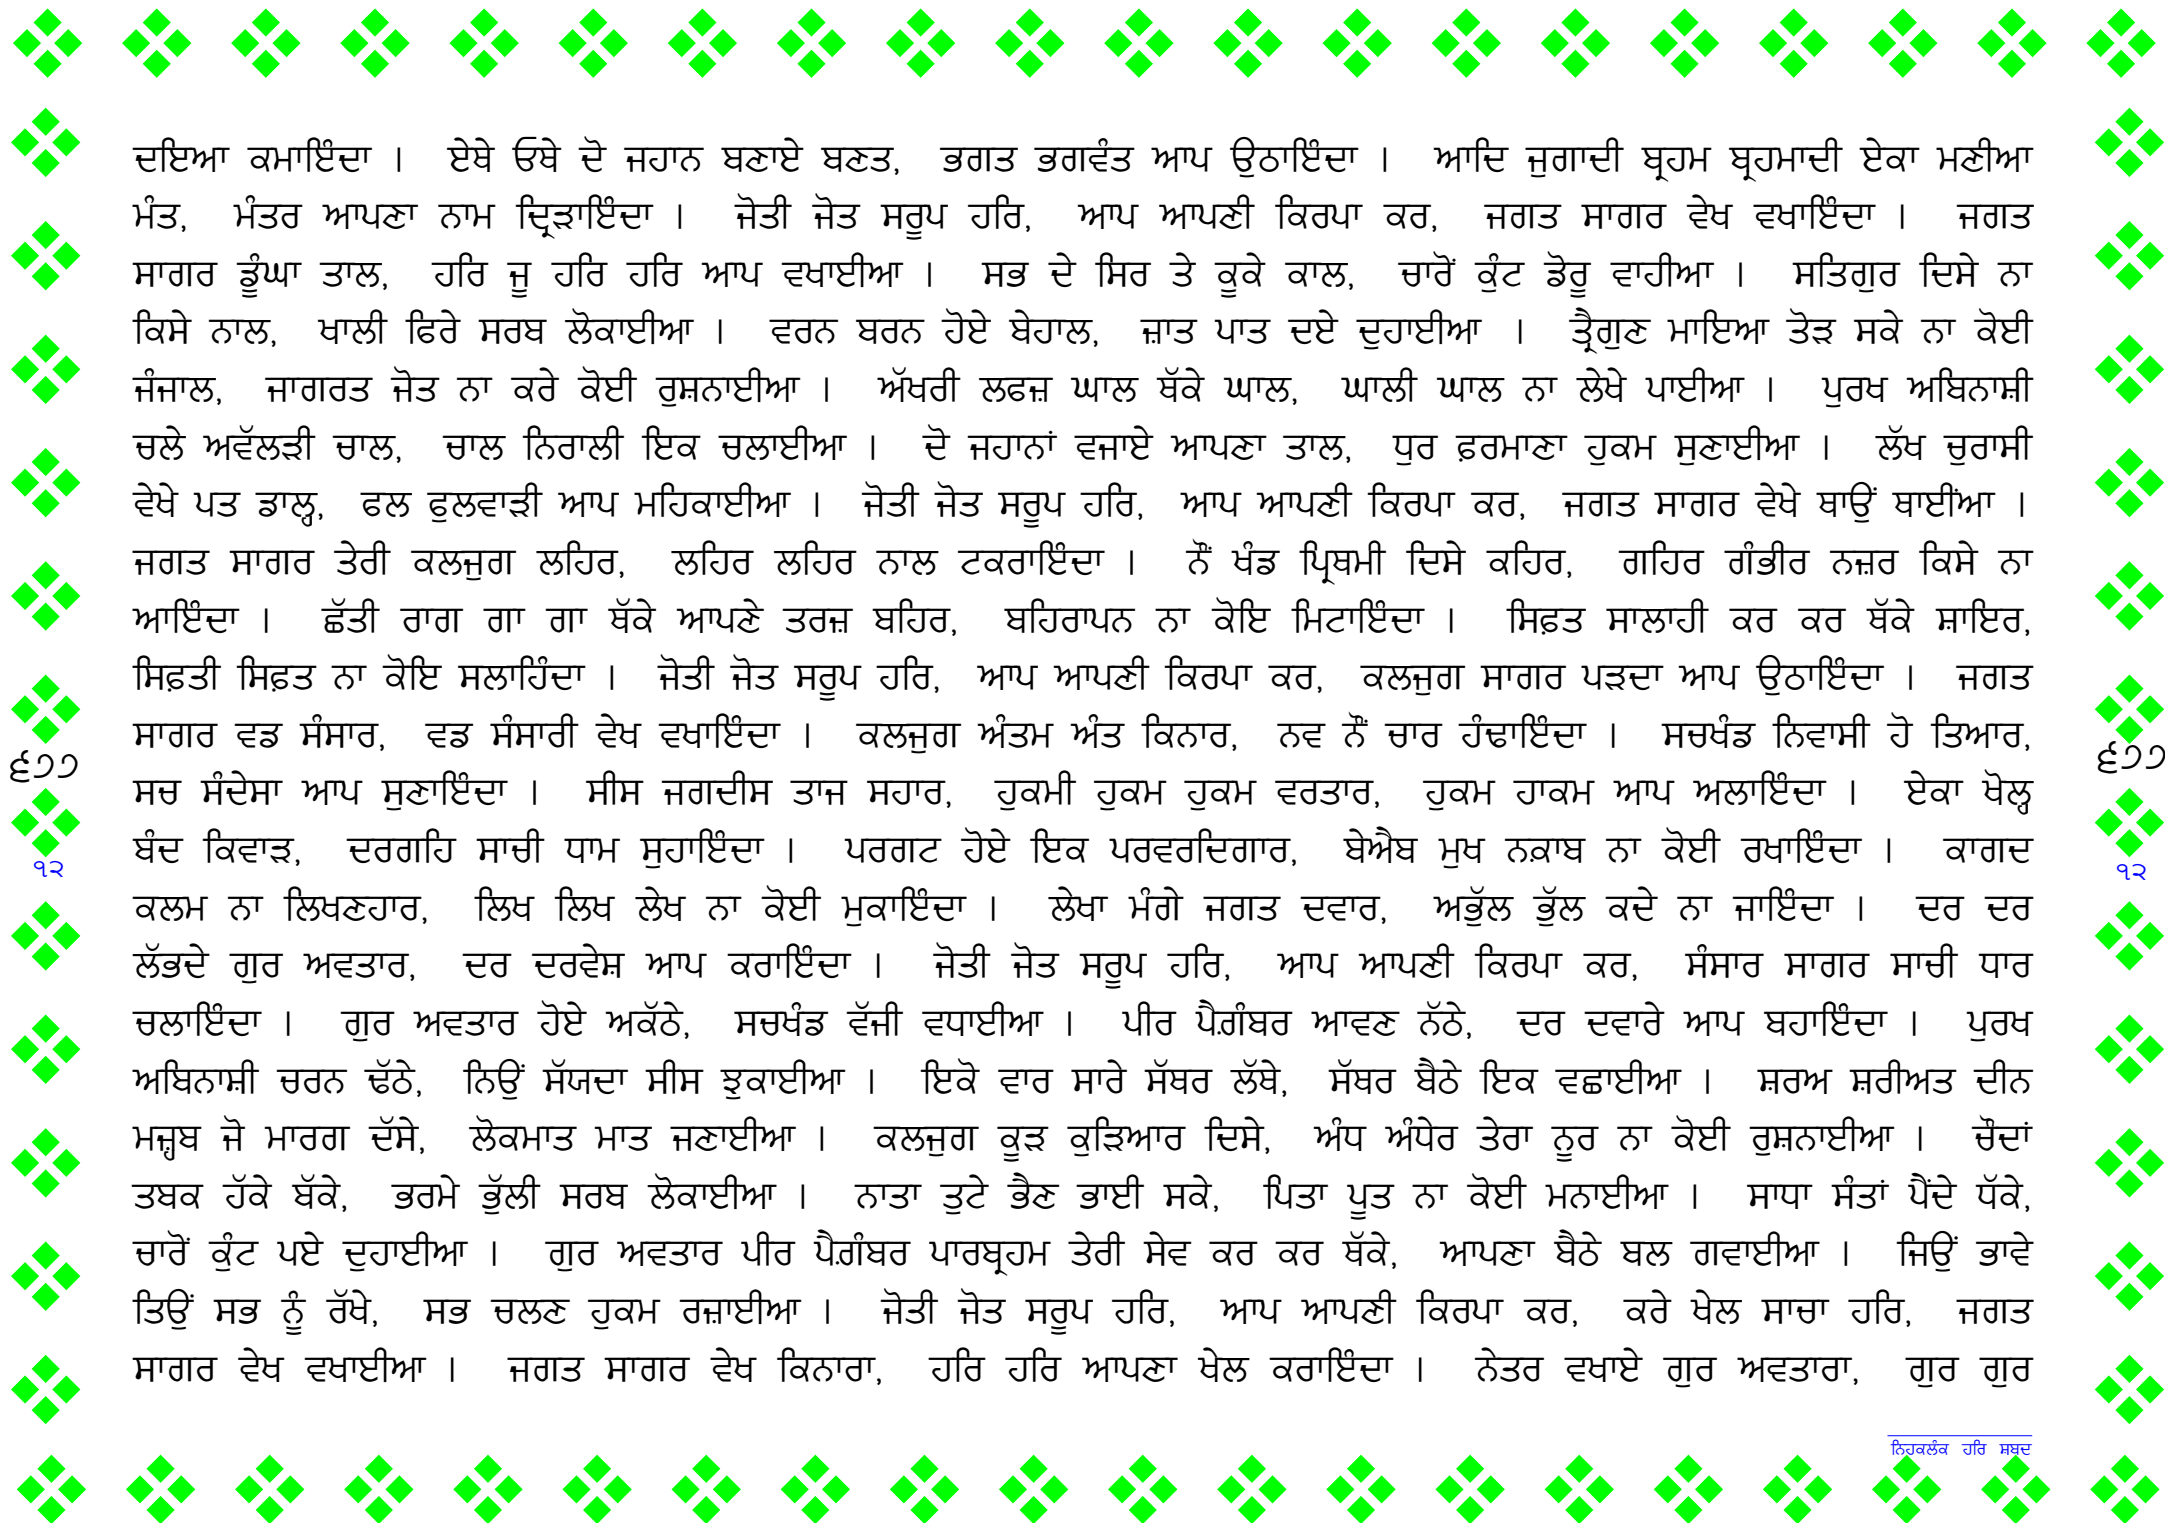 ਦਇਆ ਕਮਾਇੰਦਾ । ਏਥੇ ਓਥੇ ਦੋ ਜਹਾਨ ਬਣਾਏ ਬਣਤ, ਭਗਤ ਭਗਵੰਤ ਆਪ ਉਠਾਇੰਦਾ । ਆਦਿ ਜੁਗਾਦੀ ਬ੍ਰਹਮ ਬ੍ਰਹਮਾਦੀ ਏਕਾ ਮਣੀਆ
ਮੰਤ, ਮੰਤਰ ਆਪਣਾ ਨਾਮ ਦ੍ਰਿੜਾਇੰਦਾ । ਜੋਤੀ ਜੋਤ ਸਰੂਪ ਹਰਿ, ਆਪ ਆਪਣੀ ਕਿਰਪਾ ਕਰ, ਜਗਤ ਸਾਗਰ ਵੇਖ ਵਖਾਇੰਦਾ । ਜਗਤ
ਸਾਗਰ ਡੂੰਘਾ ਤਾਲ, ਹਰਿ ਜੂ ਹਰਿ ਹਰਿ ਆਪ ਵਖਾਈਆ । ਸਭ ਦੇ ਸਿਰ ਤੇ ਕੂਕੇ ਕਾਲ, ਚਾਰੋਂ ਕੁੰਟ ਡੋਰੂ ਵਾਹੀਆ । ਸਤਿਗੁਰ ਦਿਸੇ ਨਾ
ਕਿਸੇ ਨਾਲ, ਖਾਲੀ ਫਿਰੇ ਸਰਬ ਲੋਕਾਈਆ । ਵਰਨ ਬਰਨ ਹੋਏ ਬੇਹਾਲ, ਜ਼ਾਤ ਪਾਤ ਦਏ ਦੁਹਾਈਆ । ਤ੍ਰੈਗੁਣ ਮਾਇਆ ਤੋੜ ਸਕੇ ਨਾ ਕੋਈ
ਜੰਜਾਲ, ਜਾਗਰਤ ਜੋਤ ਨਾ ਕਰੇ ਕੋਈ ਰੁਸ਼ਨਾਈਆ । ਅੱਖਰੀ ਲਫਜ਼ ਘਾਲ ਥੱਕੇ ਘਾਲ, ਘਾਲੀ ਘਾਲ ਨਾ ਲੇਖੇ ਪਾਈਆ । ਪੁਰਖ ਅਬਿਨਾਸ਼ੀ
ਚਲੇ ਅਵੱਲੜੀ ਚਾਲ, ਚਾਲ ਨਿਰਾਲੀ ਇਕ ਚਲਾਈਆ । ਦੋ ਜਹਾਨਾਂ ਵਜਾਏ ਆਪਣਾ ਤਾਲ, ਧੁਰ ਫ਼ਰਮਾਣਾ ਹੁਕਮ ਸੁਣਾਈਆ । ਲੱਖ ਚੁਰਾਸੀ
ਵੇਖੇ ਪਤ ਡਾਲ੍ਹ, ਫਲ ਫੁਲਵਾੜੀ ਆਪ ਮਹਿਕਾਈਆ । ਜੋਤੀ ਜੋਤ ਸਰੂਪ ਹਰਿ, ਆਪ ਆਪਣੀ ਕਿਰਪਾ ਕਰ, ਜਗਤ ਸਾਗਰ ਵੇਖੇ ਥਾਉਂ ਥਾਈਂਆ ।
ਜਗਤ ਸਾਗਰ ਤੇਰੀ ਕਲਜੁਗ ਲਹਿਰ, ਲਹਿਰ ਲਹਿਰ ਨਾਲ ਟਕਰਾਇੰਦਾ । ਨੌਂ ਖੰਡ ਪ੍ਰਿਥਮੀ ਦਿਸੇ ਕਹਿਰ, ਗਹਿਰ ਗੰਭੀਰ ਨਜ਼ਰ ਕਿਸੇ ਨਾ
ਆਇੰਦਾ । ਛੱਤੀ ਰਾਗ ਗਾ ਗਾ ਥੱਕੇ ਆਪਣੇ ਤਰਜ਼ ਬਹਿਰ, ਬਹਿਰਾਪਨ ਨਾ ਕੋਇ ਮਿਟਾਇੰਦਾ । ਸਿਫ਼ਤ ਸਾਲਾਹੀ ਕਰ ਕਰ ਥੱਕੇ ਸ਼ਾਇਰ,
ਸਿਫ਼ਤੀ ਸਿਫ਼ਤ ਨਾ ਕੋਇ ਸਲਾਹਿੰਦਾ । ਜੋਤੀ ਜੋਤ ਸਰੂਪ ਹਰਿ, ਆਪ ਆਪਣੀ ਕਿਰਪਾ ਕਰ, ਕਲਜੁਗ ਸਾਗਰ ਪੜਦਾ ਆਪ ਉਠਾਇੰਦਾ । ਜਗਤ
ਸਾਗਰ ਵਡ ਸੰਸਾਰ, ਵਡ ਸੰਸਾਰੀ ਵੇਖ ਵਖਾਇੰਦਾ । ਕਲਜੁਗ ਅੰਤਮ ਅੰਤ ਕਿਨਾਰ, ਨਵ ਨੌਂ ਚਾਰ ਹੰਢਾਇੰਦਾ । ਸਚਖੰਡ ਨਿਵਾਸੀ ਹੋ ਤਿਆਰ,
੬੭੭ ੬੭੭
ਸਚ ਸੰਦੇਸਾ ਆਪ ਸੁਣਾਇੰਦਾ । ਸੀਸ ਜਗਦੀਸ ਤਾਜ ਸਹਾਰ, ਹੁਕਮੀ ਹੁਕਮ ਹੁਕਮ ਵਰਤਾਰ, ਹੁਕਮ ਹਾਕਮ ਆਪ ਅਲਾਇੰਦਾ । ਏਕਾ ਖੋਲ੍ਹ
ਬੰਦ ਕਿਵਾੜ, ਦਰਗਹਿ ਸਾਚੀ ਧਾਮ ਸੁਹਾਇੰਦਾ । ਪਰਗਟ ਹੋਏ ਇਕ ਪਰਵਰਦਿਗਾਰ, ਬੇਐਬ ਮੁਖ ਨਕ਼ਾਬ ਨਾ ਕੋਈ ਰਖਾਇੰਦਾ । ਕਾਗਦ
੧੨ ੧੨
ਕਲਮ ਨਾ ਲਿਖਣਹਾਰ, ਲਿਖ ਲਿਖ ਲੇਖ ਨਾ ਕੋਈ ਮੁਕਾਇੰਦਾ । ਲੇਖਾ ਮੰਗੇ ਜਗਤ ਦਵਾਰ, ਅਭੁੱਲ ਭੁੱਲ ਕਦੇ ਨਾ ਜਾਇੰਦਾ । ਦਰ ਦਰ
ਲੱਭਦੇ ਗੁਰ ਅਵਤਾਰ, ਦਰ ਦਰਵੇਸ਼ ਆਪ ਕਰਾਇੰਦਾ । ਜੋਤੀ ਜੋਤ ਸਰੂਪ ਹਰਿ, ਆਪ ਆਪਣੀ ਕਿਰਪਾ ਕਰ, ਸੰਸਾਰ ਸਾਗਰ ਸਾਚੀ ਧਾਰ
ਚਲਾਇੰਦਾ । ਗੁਰ ਅਵਤਾਰ ਹੋਏ ਅਕੱਠੇ, ਸਚਖੰਡ ਵੱਜੀ ਵਧਾਈਆ । ਪੀਰ ਪੈਗ਼ੰਬਰ ਆਵਣ ਨੱਠੇ, ਦਰ ਦਵਾਰੇ ਆਪ ਬਹਾਇੰਦਾ । ਪੁਰਖ
ਅਬਿਨਾਸ਼ੀ ਚਰਨ ਢੱਠੇ, ਨਿਉਂ ਸੱਯਦਾ ਸੀਸ ਝੁਕਾਈਆ । ਇਕੋ ਵਾਰ ਸਾਰੇ ਸੱਥਰ ਲੱਥੇ, ਸੱਥਰ ਬੈਠੇ ਇਕ ਵਛਾਈਆ । ਸ਼ਰਅ ਸ਼ਰੀਅਤ ਦੀਨ
ਮਜ਼੍ਹਬ ਜੋ ਮਾਰਗ ਦੱਸੇ, ਲੋਕਮਾਤ ਮਾਤ ਜਣਾਈਆ । ਕਲਜੁਗ ਕੂੜ ਕੁੜਿਆਰ ਦਿਸੇ, ਅੰਧ ਅੰਧੇਰ ਤੇਰਾ ਨੂਰ ਨਾ ਕੋਈ ਰੁਸ਼ਨਾਈਆ । ਚੌਦਾਂ
ਤਬਕ ਹੱਕੇ ਬੱਕੇ, ਭਰਮੇ ਭੁੱਲੀ ਸਰਬ ਲੋਕਾਈਆ । ਨਾਤਾ ਤੁਟੇ ਭੈਣ ਭਾਈ ਸਕੇ, ਪਿਤਾ ਪੂਤ ਨਾ ਕੋਈ ਮਨਾਈਆ । ਸਾਧਾ ਸੰਤਾਂ ਪੈਂਦੇ ਧੱਕੇ,
ਚਾਰੋਂ ਕੁੰਟ ਪਏ ਦੁਹਾਈਆ । ਗੁਰ ਅਵਤਾਰ ਪੀਰ ਪੈਗ਼ੰਬਰ ਪਾਰਬ੍ਰਹਮ ਤੇਰੀ ਸੇਵ ਕਰ ਕਰ ਥੱਕੇ, ਆਪਣਾ ਬੈਠੇ ਬਲ ਗਵਾਈਆ । ਜਿਉਂ ਭਾਵੇ
ਤਿਉਂ ਸਭ ਨੂੰ ਰੱਖੇ, ਸਭ ਚਲਣ ਹੁਕਮ ਰਜ਼ਾਈਆ । ਜੋਤੀ ਜੋਤ ਸਰੂਪ ਹਰਿ, ਆਪ ਆਪਣੀ ਕਿਰਪਾ ਕਰ, ਕਰੇ ਖੇਲ ਸਾਚਾ ਹਰਿ, ਜਗਤ
ਸਾਗਰ ਵੇਖ ਵਖਾਈਆ । ਜਗਤ ਸਾਗਰ ਵੇਖ ਕਿਨਾਰਾ, ਹਰਿ ਹਰਿ ਆਪਣਾ ਖੇਲ ਕਰਾਇੰਦਾ । ਨੇਤਰ ਵਖਾਏ ਗੁਰ ਅਵਤਾਰਾ, ਗੁਰ ਗੁਰ
ਨਿਹਕਲੰਕ ਹਰਿ ਸ਼ਬਦ